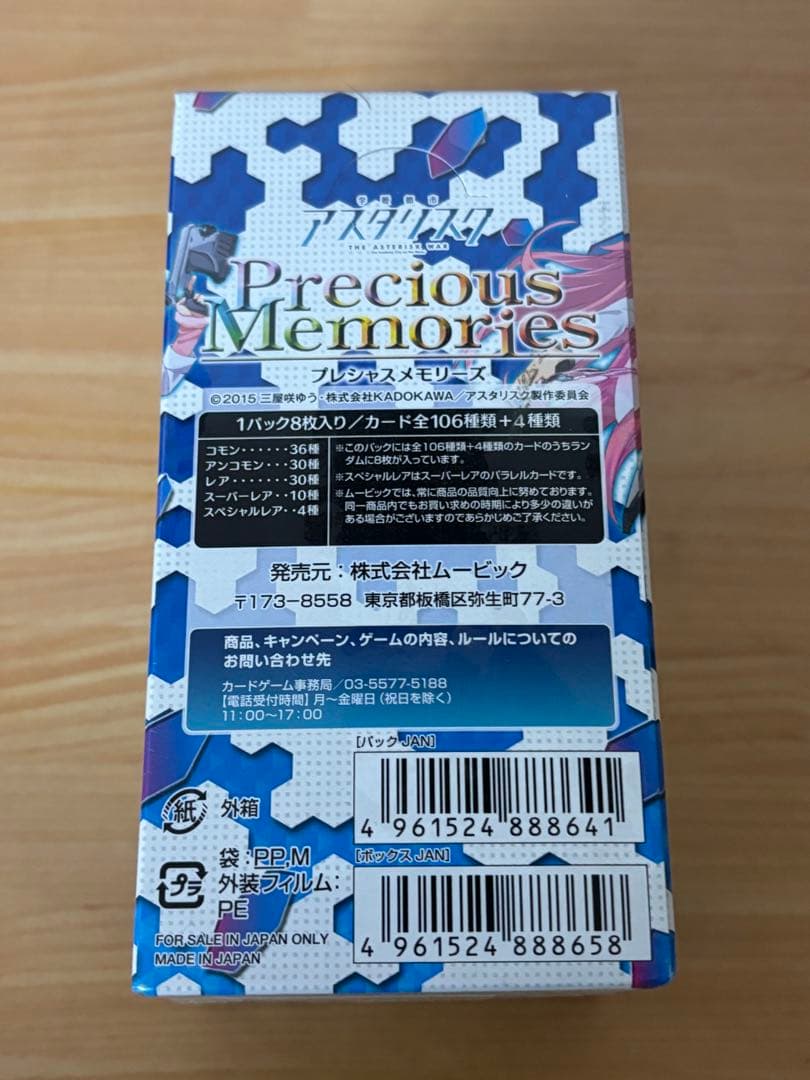 学戦都市
アスタリスク
THE ASTERISK WAR
Precious
Memories
プレシャスメモリーズ
©2015 三屋咲ゆう・株式会社KADOKAWA/アスタリスク製作委員会
1パック8枚入り/カード全106種類+4種類
コモン・・・・・・36種
アンコモン・・・30種
レア・・・・・・・30種
スーパーレア・・10種
スペシャルレア・・4種
※このパックには全106種類+4種類のカードのうちラン
ダムに8枚が入っています。
※スペシャルレアはスーパーレアのパラレルカードです。
※ムービックでは、常に商品の品質向上に努めております。
同一商品内でもお買い求めの時期により多少の違いが
ある場合がございますのであらかじめご了承ください。
発売元:株式会社ムービック
〒173-8558 東京都板橋区弥生町77-3
商品、キャンペーン、ゲームの内容、ルールについての
お問い合わせ先
カードゲーム事務局/03-5577-5188
【電話受付時間】月〜金曜日(祝日を除く)
11:00〜17:00
[パック JAN]
4 961524 888641
紙 外箱
[ボックス JAN]
4 961524 888658
プラ
袋:PP,M
外装フィルム:
PE
FOR SALE IN JAPAN ONLY
MADE IN JAPAN